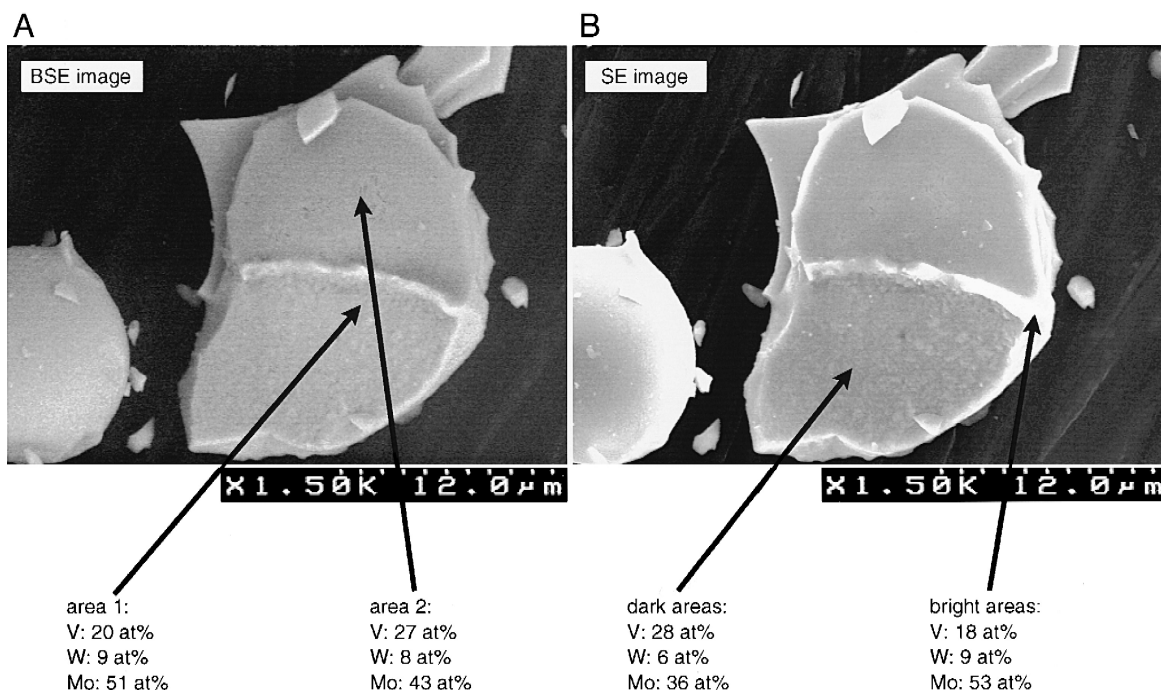 A
B
BSE image
SE image
X1.50K 12.0µm
X1.50K 12.0µm
area 1:
V: 20 at%
W: 9 at%
Mo: 51 at%
area 2:
V: 27 at%
W: 8 at%
Mo: 43 at%
dark areas:
V: 28 at%
W: 6 at%
Mo: 36 at%
bright areas:
V: 18 at%
W: 9 at%
Mo: 53 at%